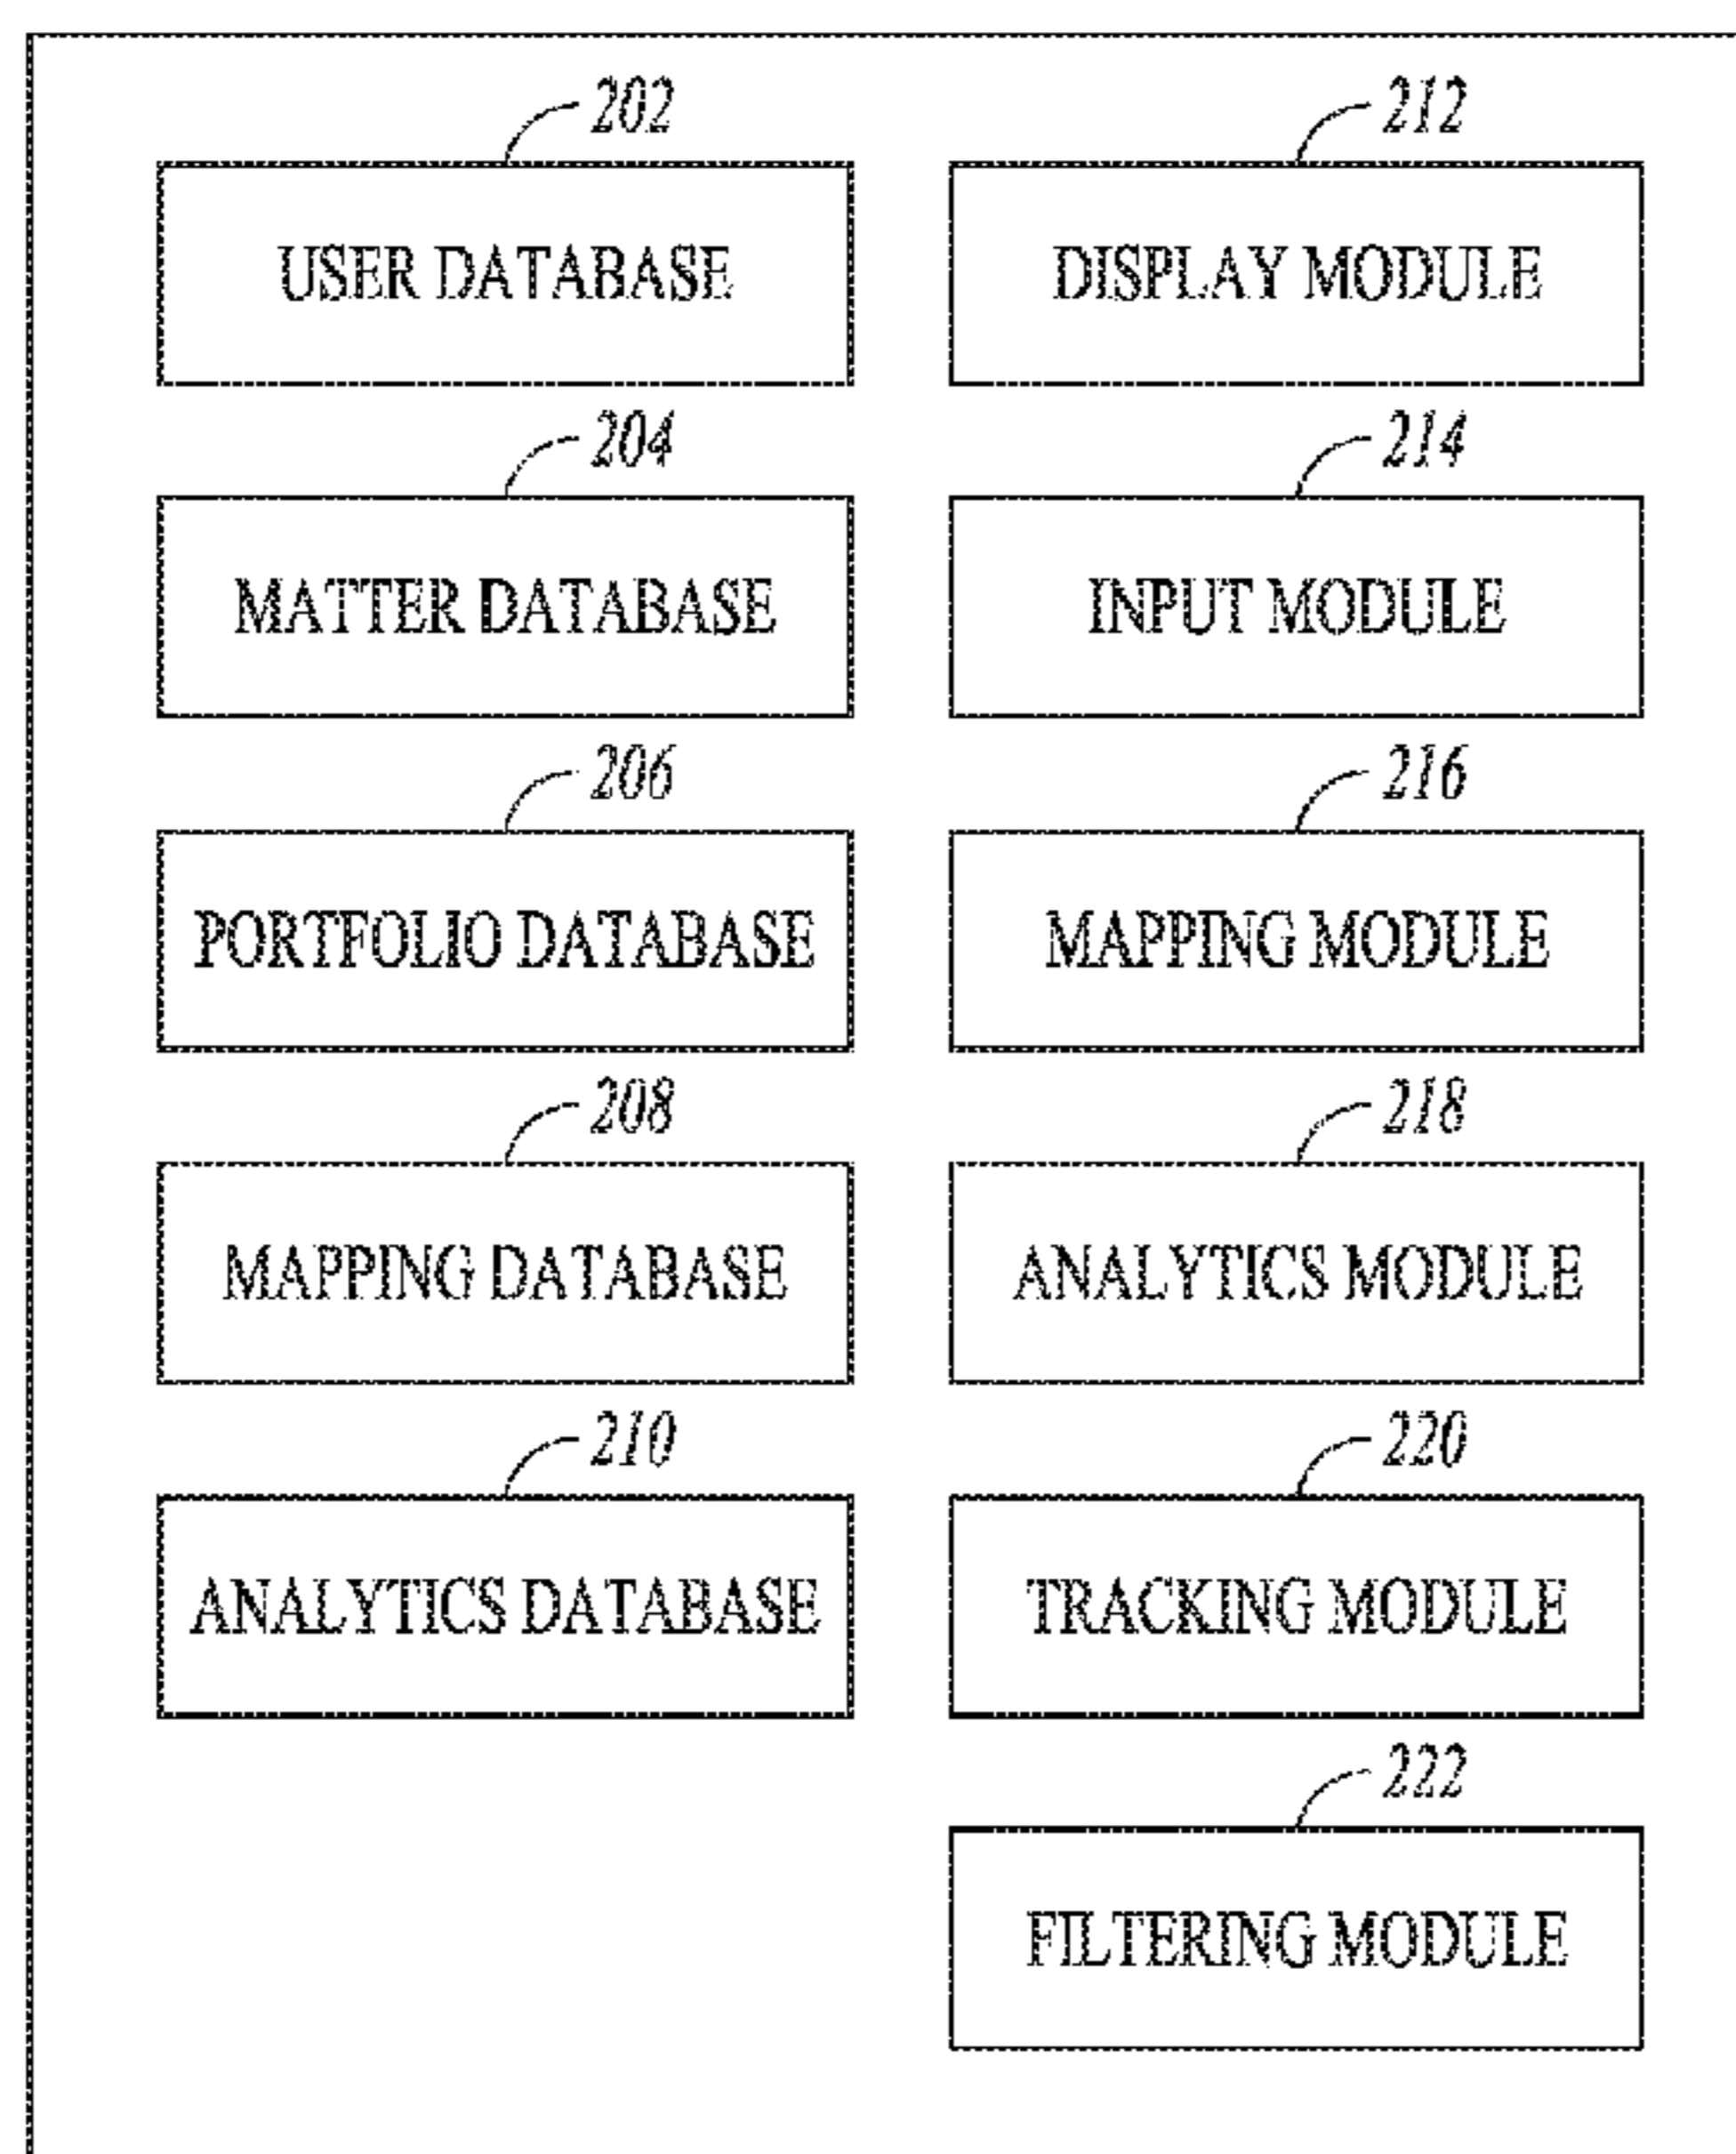 202
USER DATABASE
212
DISPLAY MODULE
204
MATTER DATABASE
214
INPUT MODULE
206
PORTFOLIO DATABASE
216
MAPPING MODULE
208
MAPPING DATABASE
218
ANALYTICS MODULE
210
ANALYTICS DATABASE
220
TRACKING MODULE
222
FILTERING MODULE